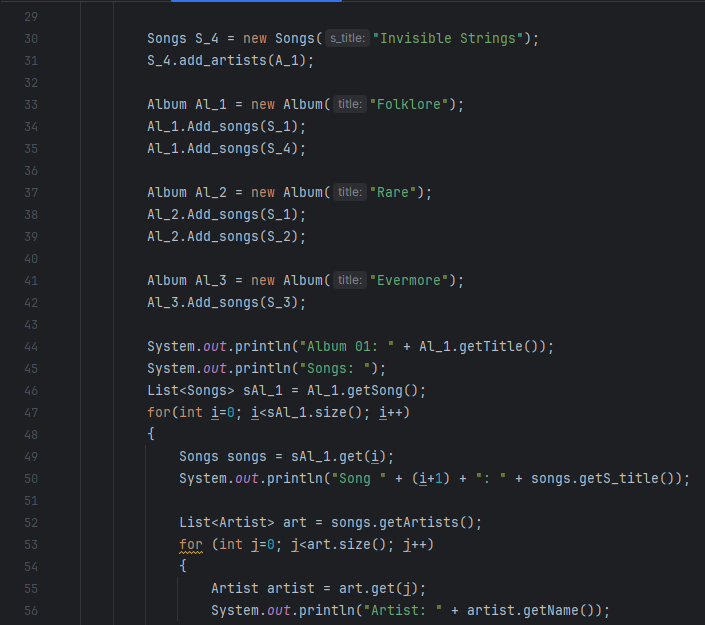 29
30 Songs S_4 = new Songs( s_title: "Invisible Strings");
31 S_4.add_artists(A_1);
32
33 Album Al_1 = new Album( title: "Folklore");
34 Al_1.Add_songs(S_1);
35 Al_1.Add_songs(S_4);
36
37 Album Al_2 = new Album( title: "Rare");
38 Al_2.Add_songs(S_1);
39 Al_2.Add_songs(S_2);
40
41 Album Al_3 = new Album( title: "Evermore");
42 Al_3.Add_songs(S_3);
43
44 System.out.println("Album 01: " + Al_1.getTitle());
45 System.out.println("Songs: ");
46 List<Songs> sAl_1 = Al_1.getSong();
47 for(int i=0; i<sAl_1.size(); i++)
48 {
49 Songs songs = sAl_1.get(i);
50 System.out.println("Song " + (i+1) + ": " + songs.getS_title());
51
52 List<Artist> art = songs.getArtists();
53 for (int j=0; j<art.size(); j++)
54 {
55 Artist artist = art.get(j);
56 System.out.println("Artist: " + artist.getName());